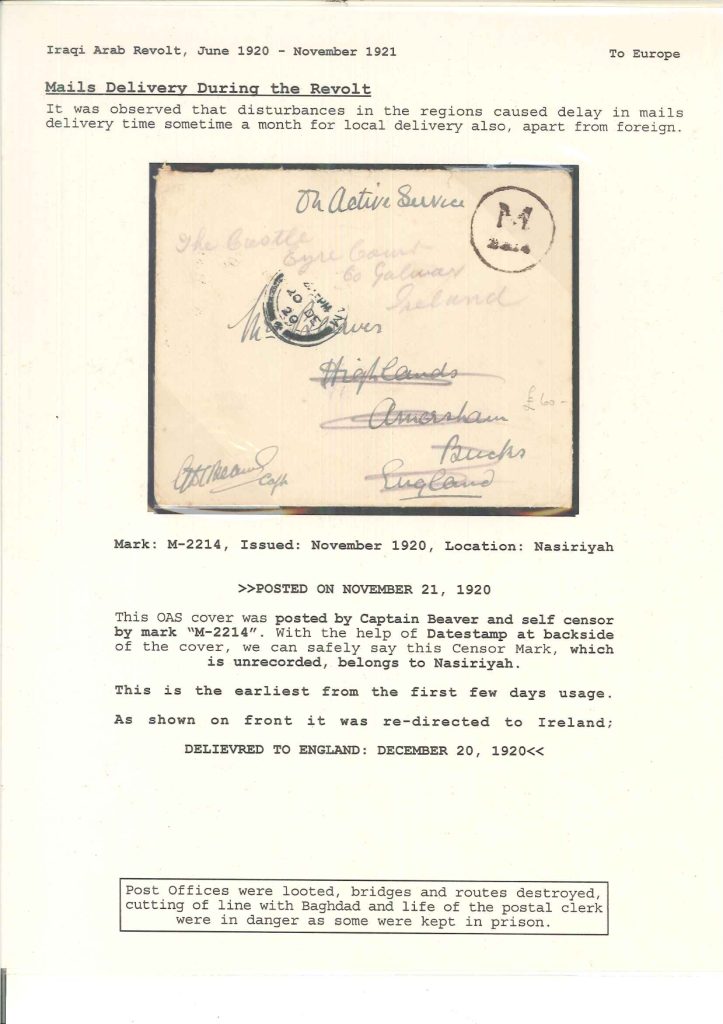 Iraqi Arab Revolt, June 1920 - November 1921
To Europe
Mails Delivery During the Revolt
It was observed that disturbances in the regions caused delay in mails
delivery time sometime a month for local delivery also, apart from foreign.
On Active Service
M
2214
The Castle
Eyre Court
Co Galway
Ireland
20 DE
20
Highlands
Amersham
Bucks
England
£60-
Capt
Mark: M-2214, Issued: November 1920, Location: Nasiriyah
>>POSTED ON NOVEMBER 21, 1920
This OAS cover was posted by Captain Beaver and self censor
by mark “M-2214”. With the help of Datestamp at backside
of the cover, we can safely say this Censor Mark, which
is unrecorded, belongs to Nasiriyah.
This is the earliest from the first few days usage.
As shown on front it was re-directed to Ireland;
DELIEVRED TO ENGLAND: DECEMBER 20, 1920<<
Post Offices were looted, bridges and routes destroyed,
cutting of line with Baghdad and life of the postal clerk
were in danger as some were kept in prison.